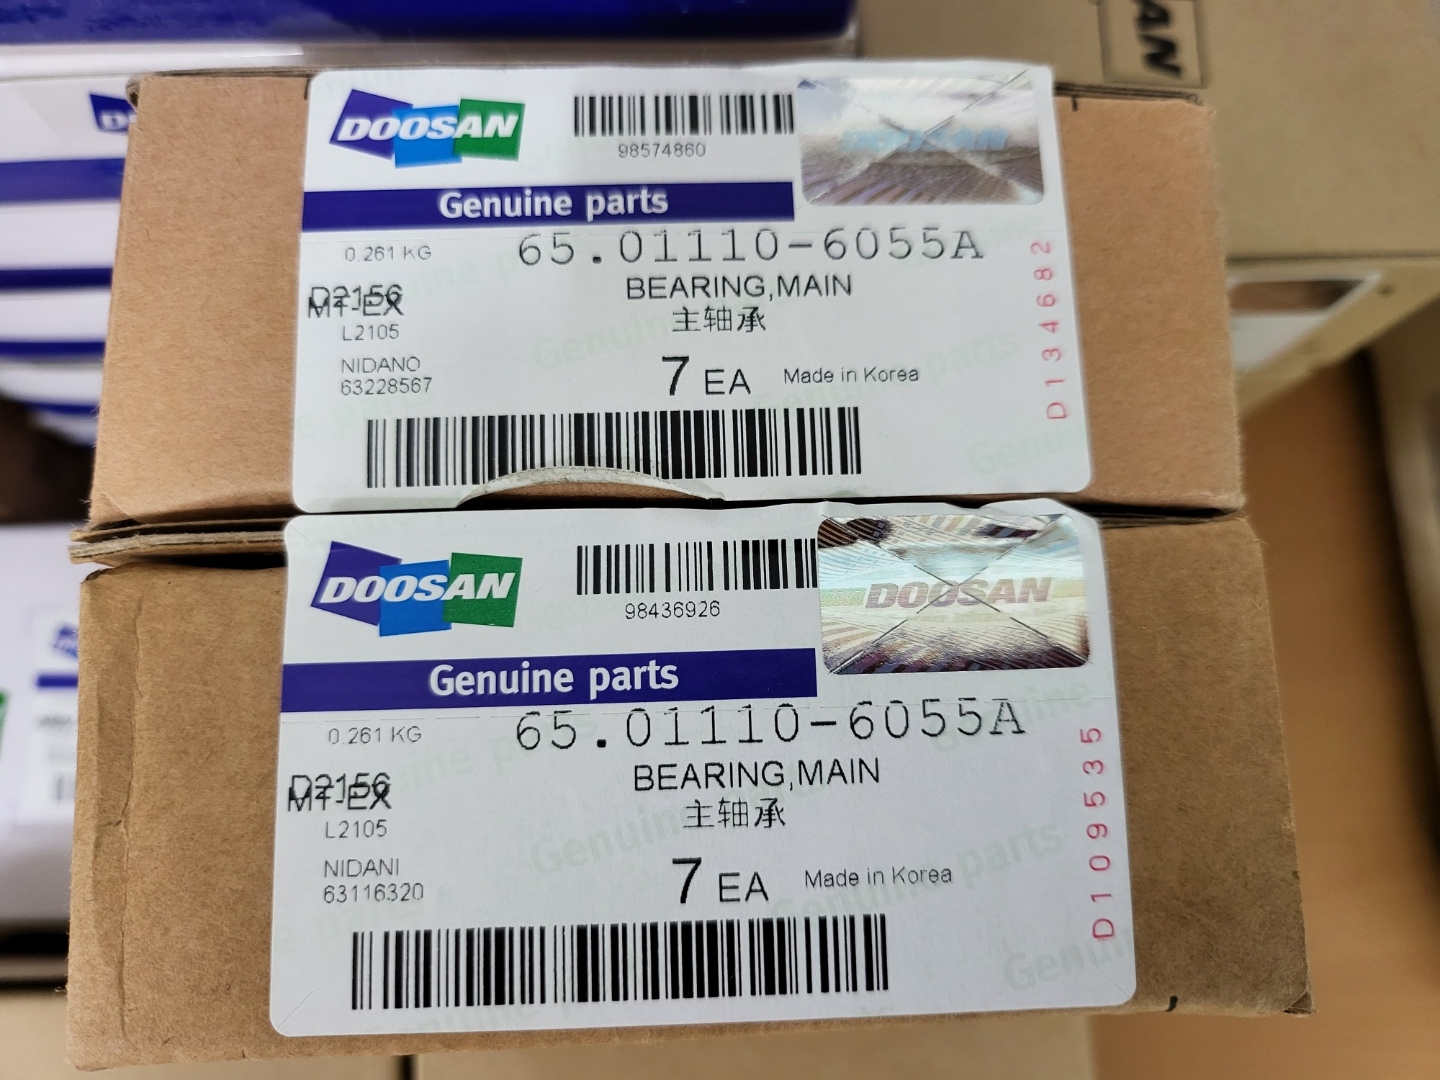 AN
DOOSAN
98574860
DOOSAN
Genuine parts
0.261 KG
65.01110-6055A
D2156
MT-EX
BEARING,MAIN
L2105
主轴承
NIDANO
63228567
7 EA
Made in Korea
D134682
DOOSAN
98436926
DOOSAN
Genuine parts
0.261 KG
65.01110-6055A
D2156
MT-EX
BEARING,MAIN
L2105
主轴承
NIDANI
63116320
7 EA
Made in Korea
D109535